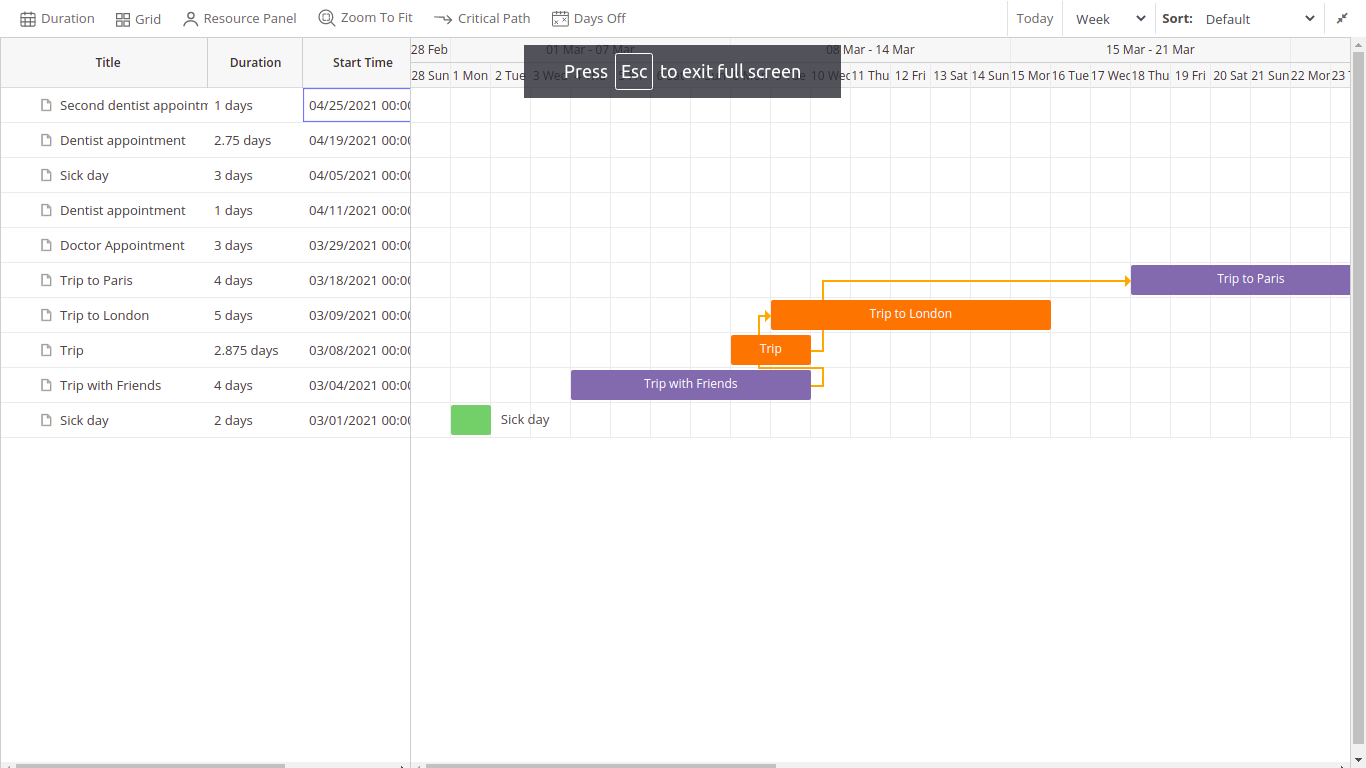 Duration Grid Resource Panel Zoom To Fit Critical Path Days Off Today Week Sort: Default
Title Duration Start Time
28 Feb 01 Mar - 07 Mar 08 Mar - 14 Mar 15 Mar - 21 Mar
28 Sun 1 Mon 2 Tue 3 Wed 10 Wed 11 Thu 12 Fri 13 Sat 14 Sun 15 Mon 16 Tue 17 Wed 18 Thu 19 Fri 20 Sat 21 Sun 22 Mon 23 T
Press Esc to exit full screen
Second dentist appointm 1 days 04/25/2021 00:00
Dentist appointment 2.75 days 04/19/2021 00:00
Sick day 3 days 04/05/2021 00:00
Dentist appointment 1 days 04/11/2021 00:00
Doctor Appointment 3 days 03/29/2021 00:00
Trip to Paris 4 days 03/18/2021 00:00 Trip to Paris
Trip to London 5 days 03/09/2021 00:00 Trip to London
Trip 2.875 days 03/08/2021 00:00 Trip
Trip with Friends 4 days 03/04/2021 00:00 Trip with Friends
Sick day 2 days 03/01/2021 00:00 Sick day